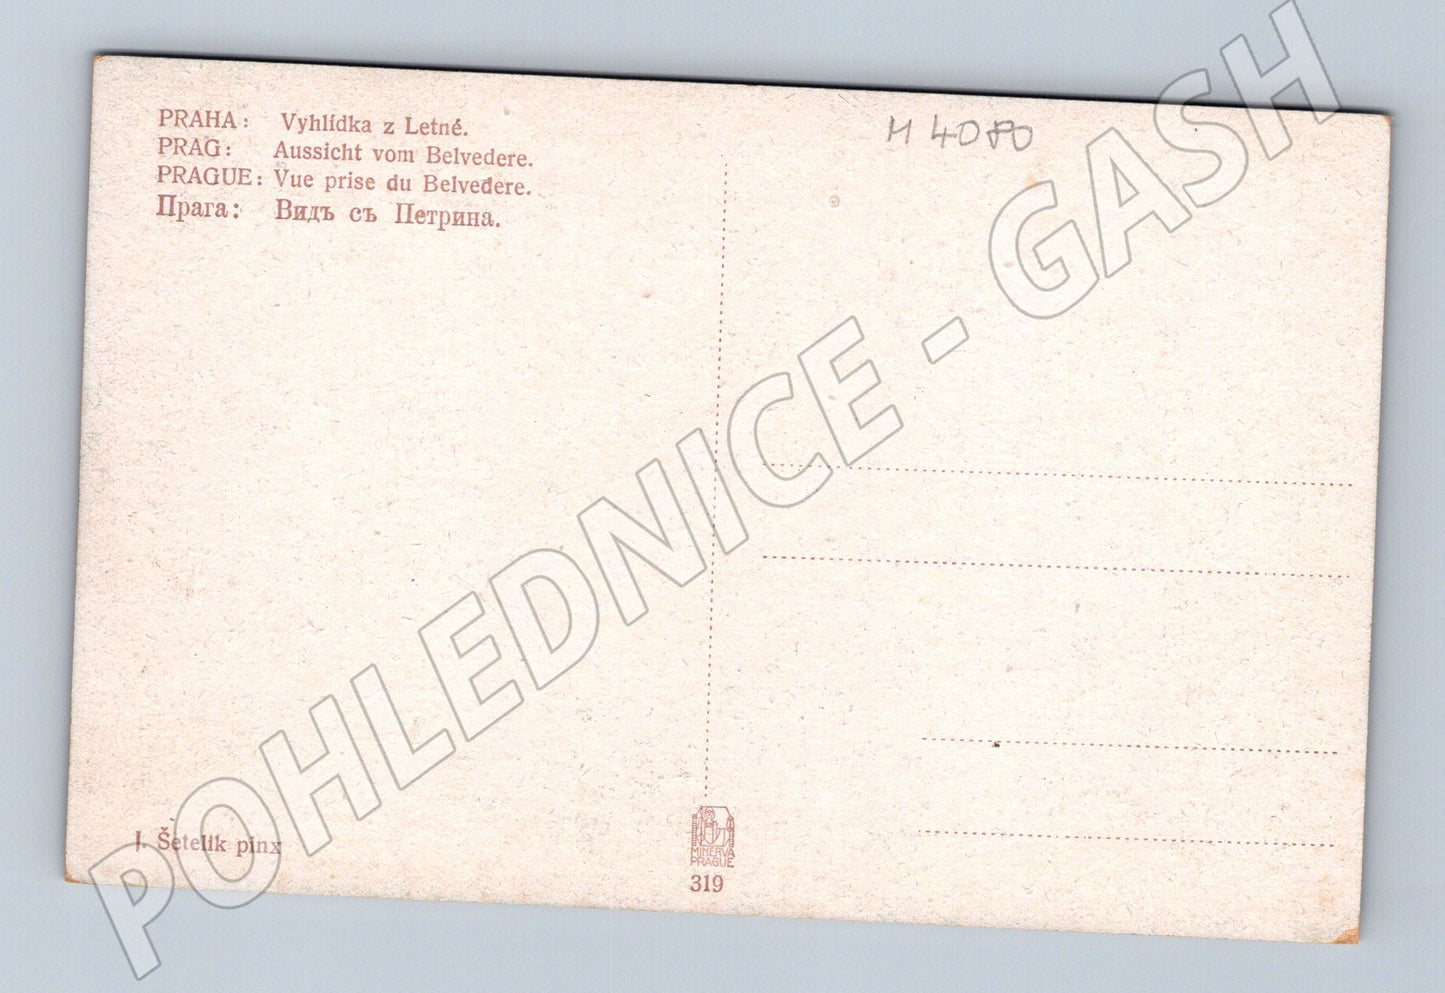 PRAHA: Vyhlídka z Letné.
PRAG: Aussicht vom Belvedere.
PRAGUE: Vue prise du Belvedere.
Прага: Видъ съ Петрина.
M 4080
POHLEDNICE - GASH
J. Šetelík pinx
MINERVA
PRAGUE
319